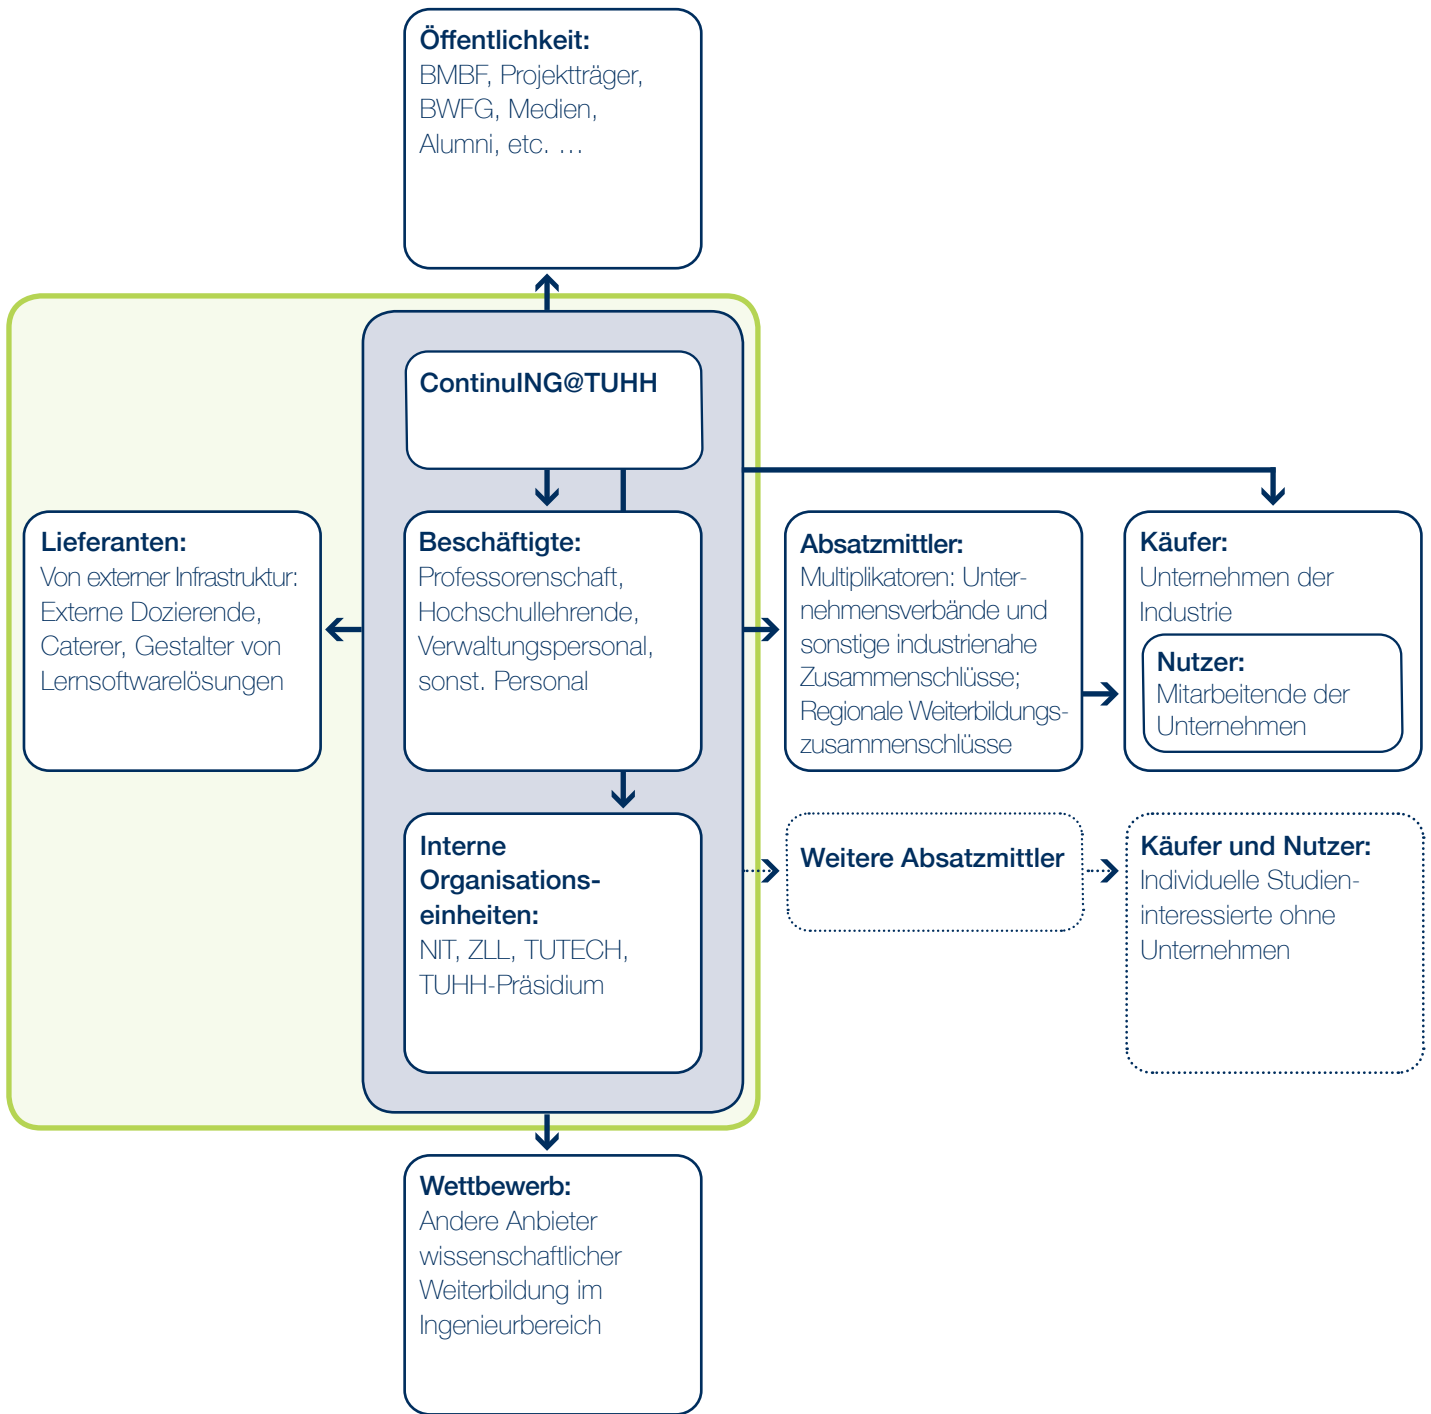 Öffentlichkeit:
BMBF, Projektträger,
BWFG, Medien,
Alumni, etc. …
ContinuING@TUHH
Lieferanten:
Von externer Infrastruktur:
Externe Dozierende,
Caterer, Gestalter von
Lernsoftwarelösungen
Beschäftigte:
Professorenschaft,
Hochschullehrende,
Verwaltungspersonal,
sonst. Personal
Absatzmittler:
Multiplikatoren: Unter-
nehmensverbände und
sonstige industrienahe
Zusammenschlüsse;
Regionale Weiterbildungs-
zusammenschlüsse
Käufer:
Unternehmen der
Industrie
Nutzer:
Mitarbeitende der
Unternehmen
Interne
Organisations-
einheiten:
NIT, ZLL, TUTECH,
TUHH-Präsidium
Weitere Absatzmittler
Käufer und Nutzer:
Individuelle Studien-
interessierte ohne
Unternehmen
Wettbewerb:
Andere Anbieter
wissenschaftlicher
Weiterbildung im
Ingenieurbereich